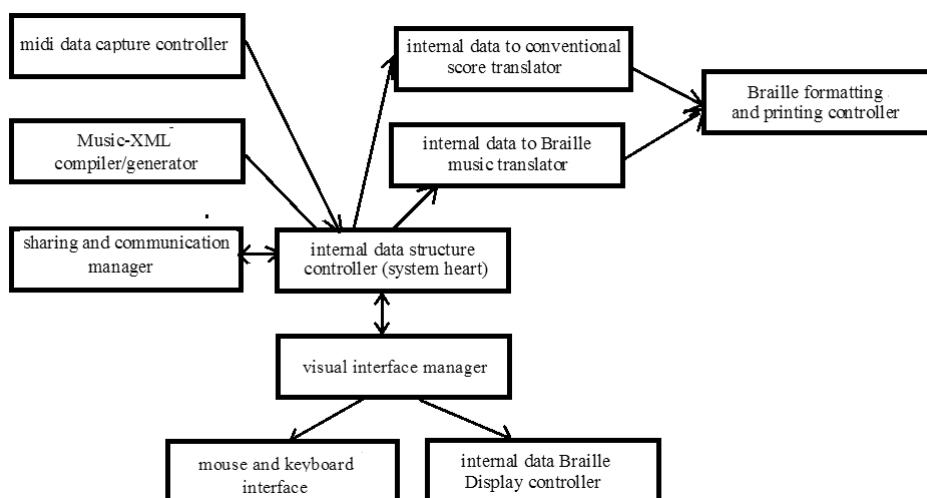 midi data capture controller
internal data to conventional
score translator
Braille formatting
and printing controller
Music-XML
compiler/generator
internal data to Braille
music translator
sharing and communication
manager
internal data structure
controller (system heart)
visual interface manager
mouse and keyboard
interface
internal data Braille
Display controller